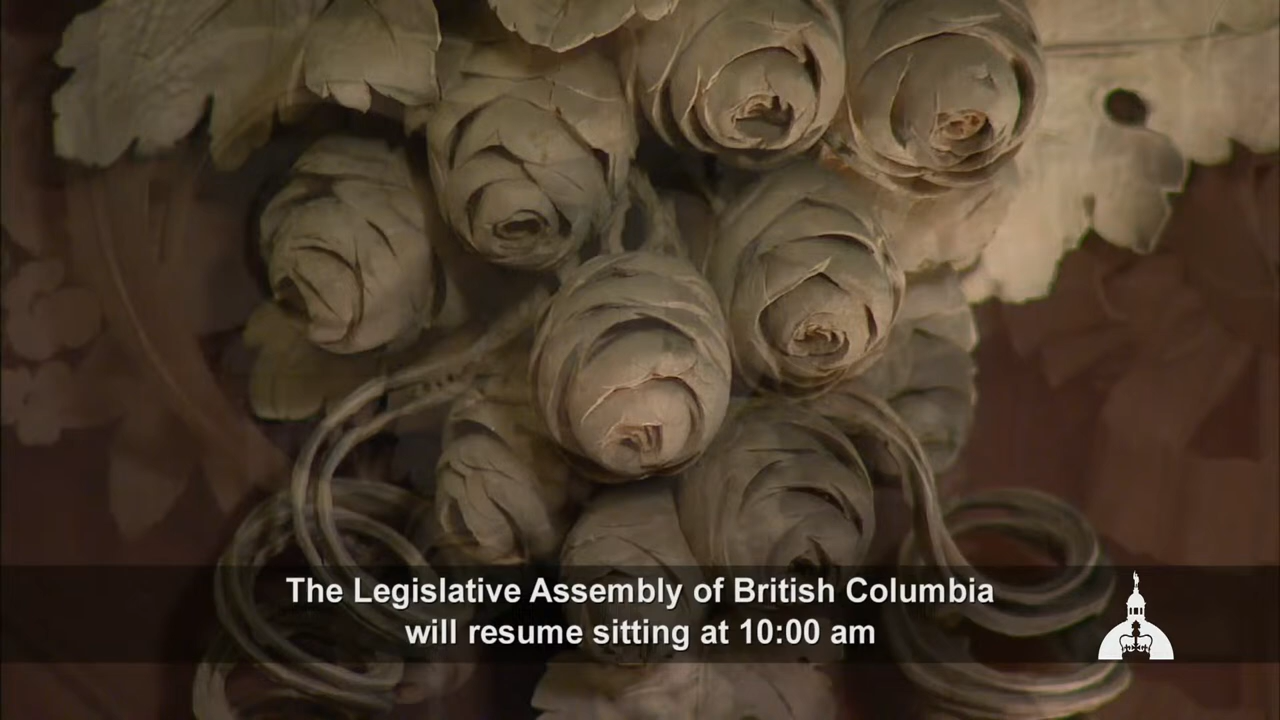 The Legislative Assembly of British Columbia
will resume sitting at 10:00 am